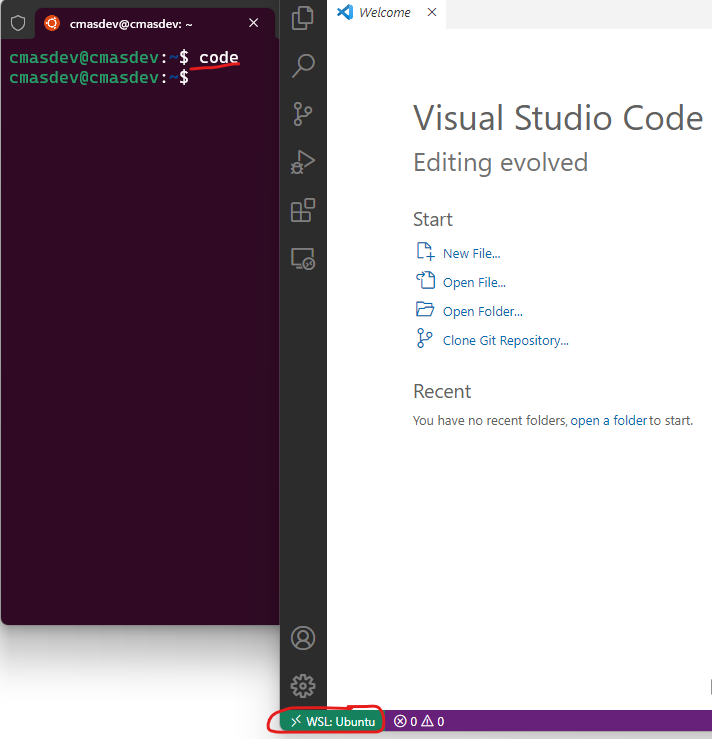 cmasdev@cmasdev: ~
cmasdev@cmasdev:~$ code
cmasdev@cmasdev:~$
Welcome
Visual Studio Code
Editing evolved
Start
New File...
Open File...
Open Folder...
Clone Git Repository...
Recent
You have no recent folders, open a folder to start.
WSL: Ubuntu
0
0